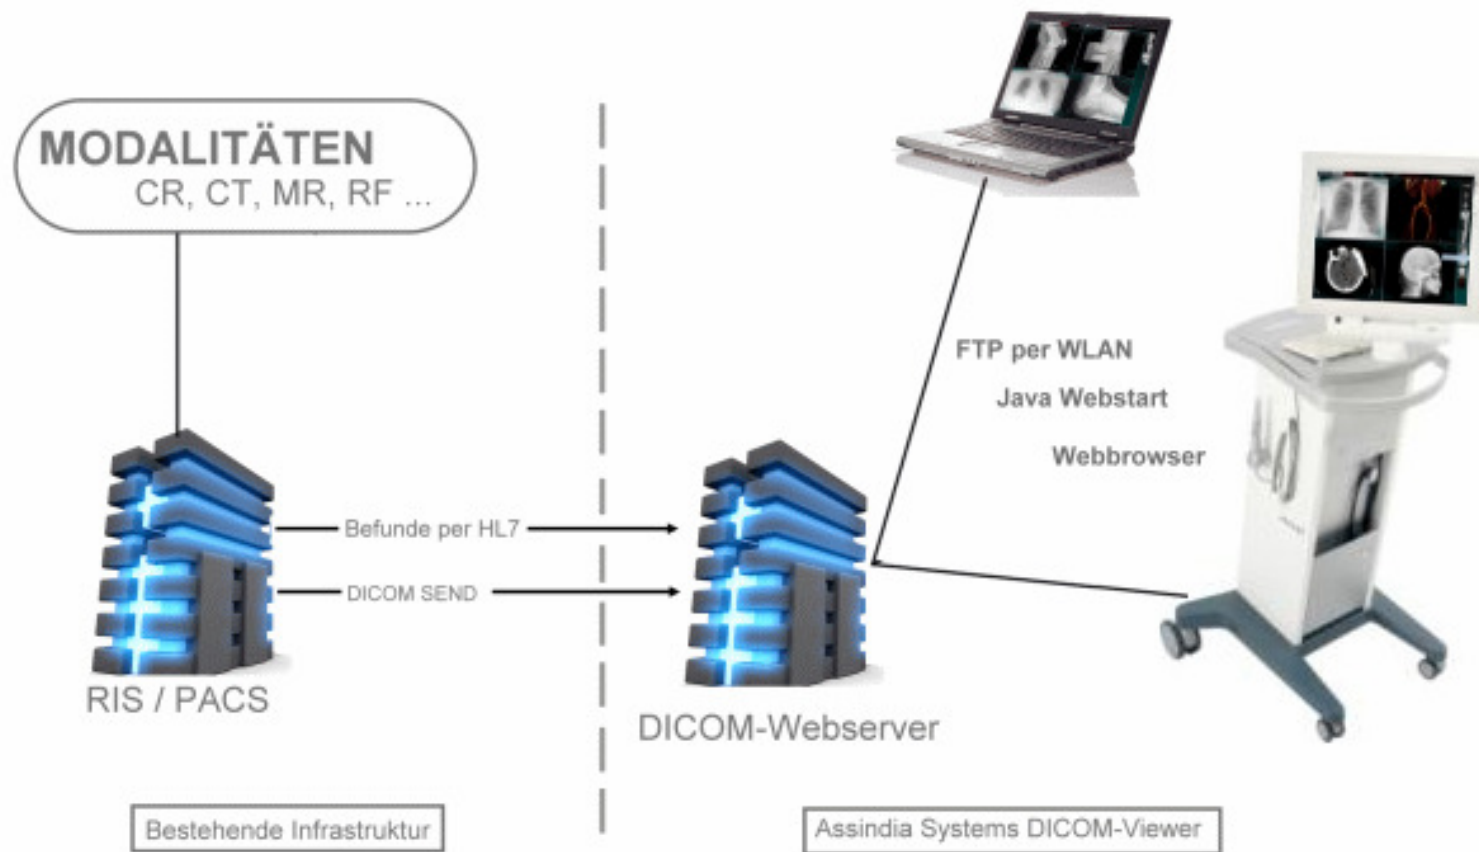 MODALITÄTEN
CR, CT, MR, RF ...
FTP per WLAN
Java Webstart
Webbrowser
Befunde per HL7
DICOM SEND
RIS / PACS
DICOM-Webserver
Bestehende Infrastruktur
Assindia Systems DICOM-Viewer